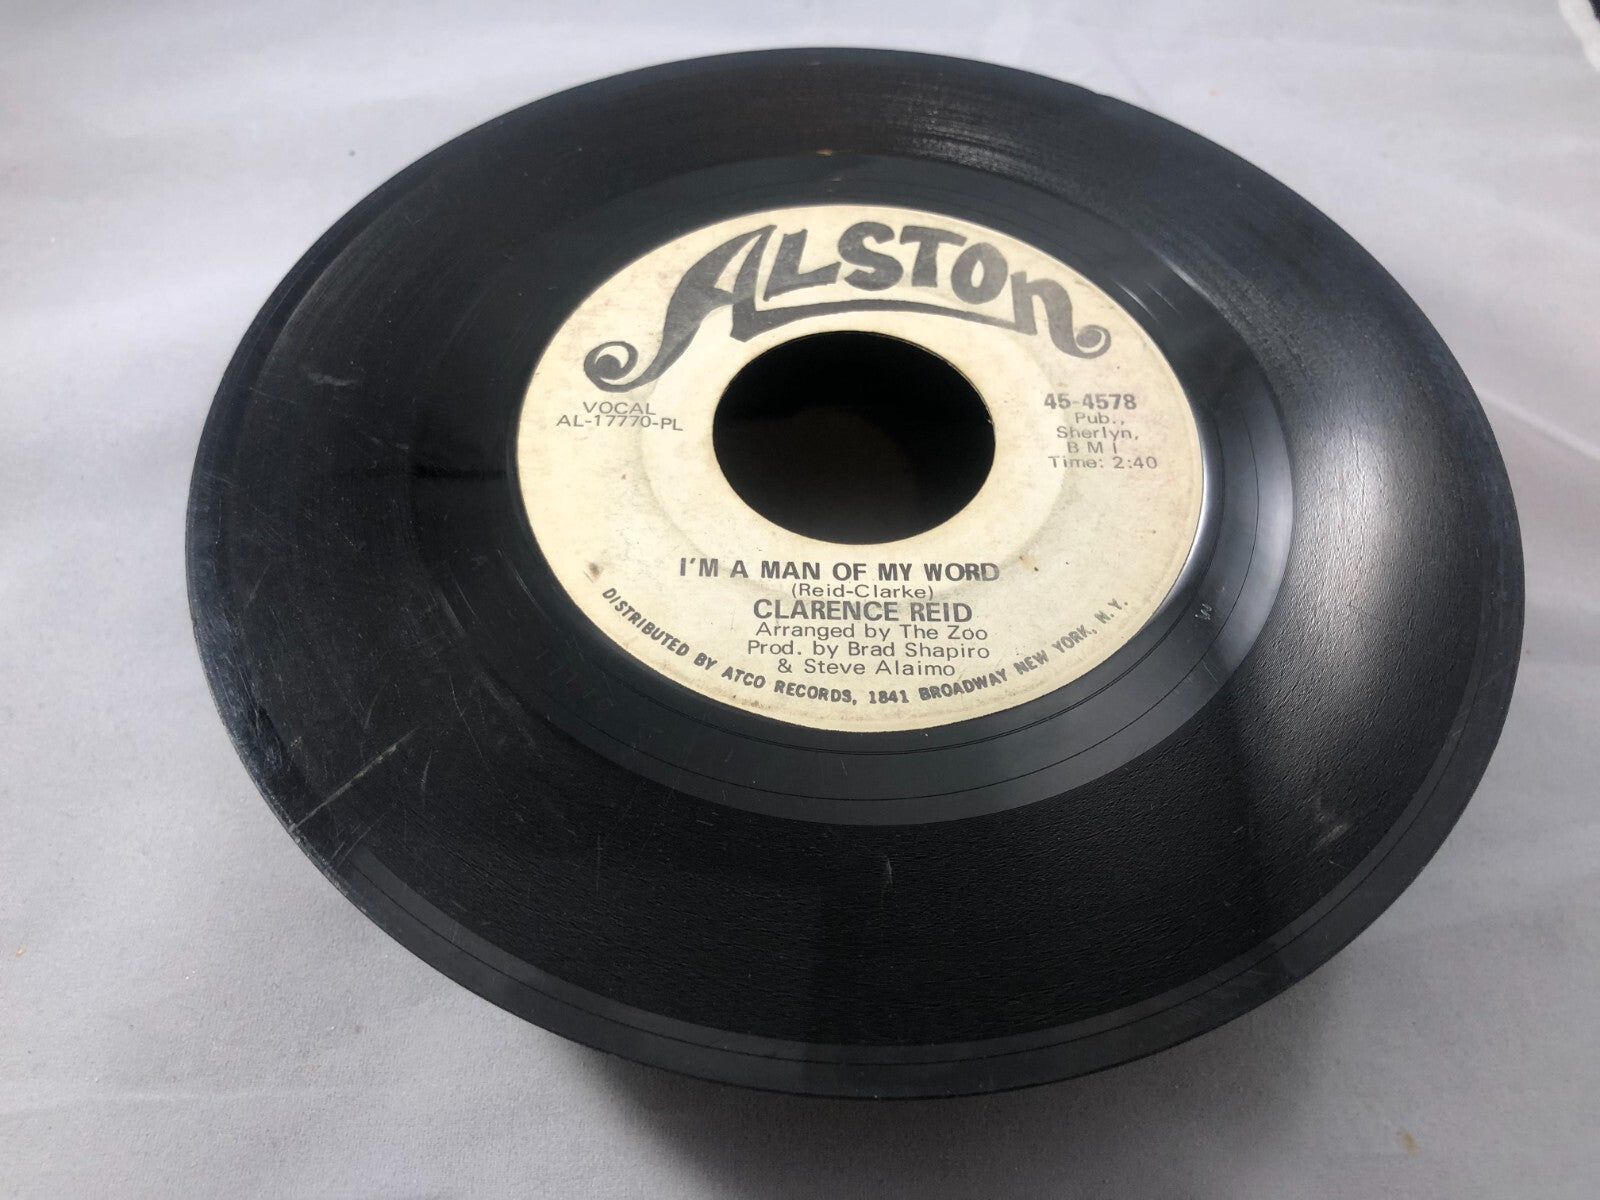 ALSTON
VOCAL
AL-17770-PL
45-4578
Pub.,
Sherlyn,
B M I
Time: 2:40
I'M A MAN OF MY WORD
(Reid-Clarke)
CLARENCE REID
Arranged by The Zoo
Prod. by Brad Shapiro
& Steve Alaimo
DISTRIBUTED BY ATCO RECORDS, 1841 BROADWAY NEW YORK, N. Y.